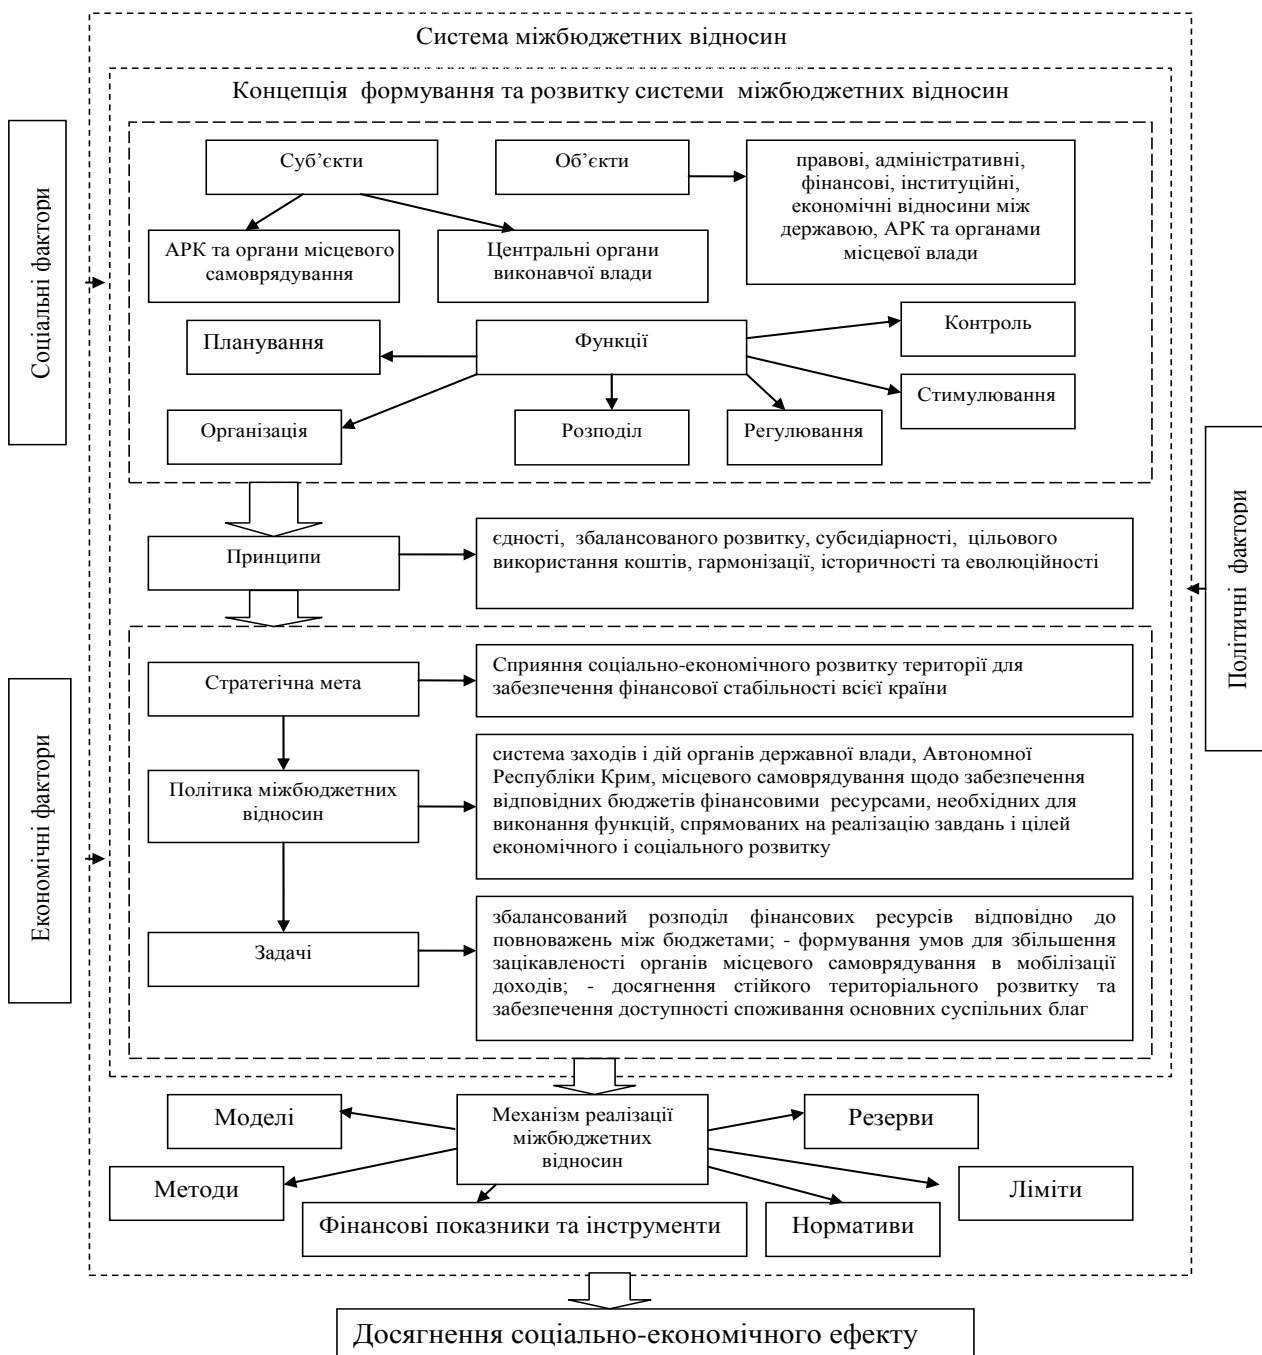 Система міжбюджетних відносин
Концепція формування та розвитку системи міжбюджетних відносин
Соціальні фактори
Суб’єкти
Об’єкти
правові, адміністративні,
фінансові, інституційні,
економічні відносини між
державою, АРК та органами
місцевої влади
АРК та органи місцевого
самоврядування
Центральні органи
виконавчої влади
Планування
Функції
Контроль
Стимулювання
Організація
Розподіл
Регулювання
Політичні фактори
Принципи
єдності, збалансованого розвитку, субсидіарності, цільового
використання коштів, гармонізації, історичності та еволюційності
Економічні фактори
Стратегічна мета
Сприяння соціально-економічного розвитку території для
забезпечення фінансової стабільності всієї країни
Політика міжбюджетних
відносин
система заходів і дій органів державної влади, Автономної
Республіки Крим, місцевого самоврядування щодо забезпечення
відповідних бюджетів фінансовими ресурсами, необхідних для
виконання функцій, спрямованих на реалізацію завдань і цілей
економічного і соціального розвитку
Задачі
збалансований розподіл фінансових ресурсів відповідно до
повноважень між бюджетами; - формування умов для збільшення
зацікавленості органів місцевого самоврядування в мобілізації
доходів; - досягнення стійкого територіального розвитку та
забезпечення доступності споживання основних суспільних благ
Моделі
Механізм реалізації
міжбюджетних
відносин
Резерви
Методи
Ліміти
Фінансові показники та інструменти
Нормативи
Досягнення соціально-економічного ефекту